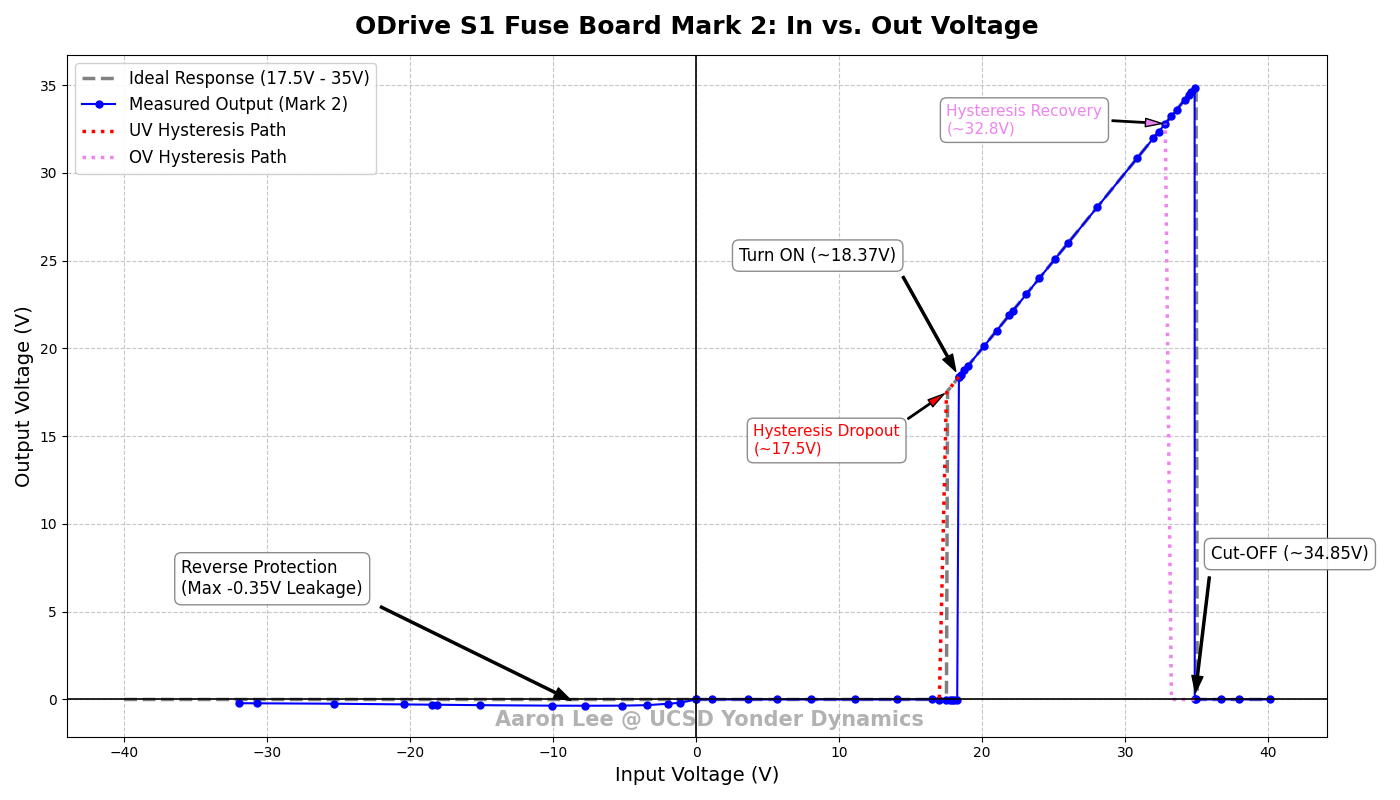 ODrive S1 Fuse Board Mark 2: In vs. Out Voltage
Ideal Response (17.5V - 35V)
Measured Output (Mark 2)
UV Hysteresis Path
OV Hysteresis Path
Hysteresis Recovery
(~32.8V)
Turn ON (~18.37V)
Hysteresis Dropout
(~17.5V)
Reverse Protection
(Max -0.35V Leakage)
Cut-OFF (~34.85V)
Output Voltage (V)
35
30
25
20
15
10
5
0
Aaron Lee @ UCSD Yonder Dynamics
−40 −30 −20 −10 0 10 20 30 40
Input Voltage (V)